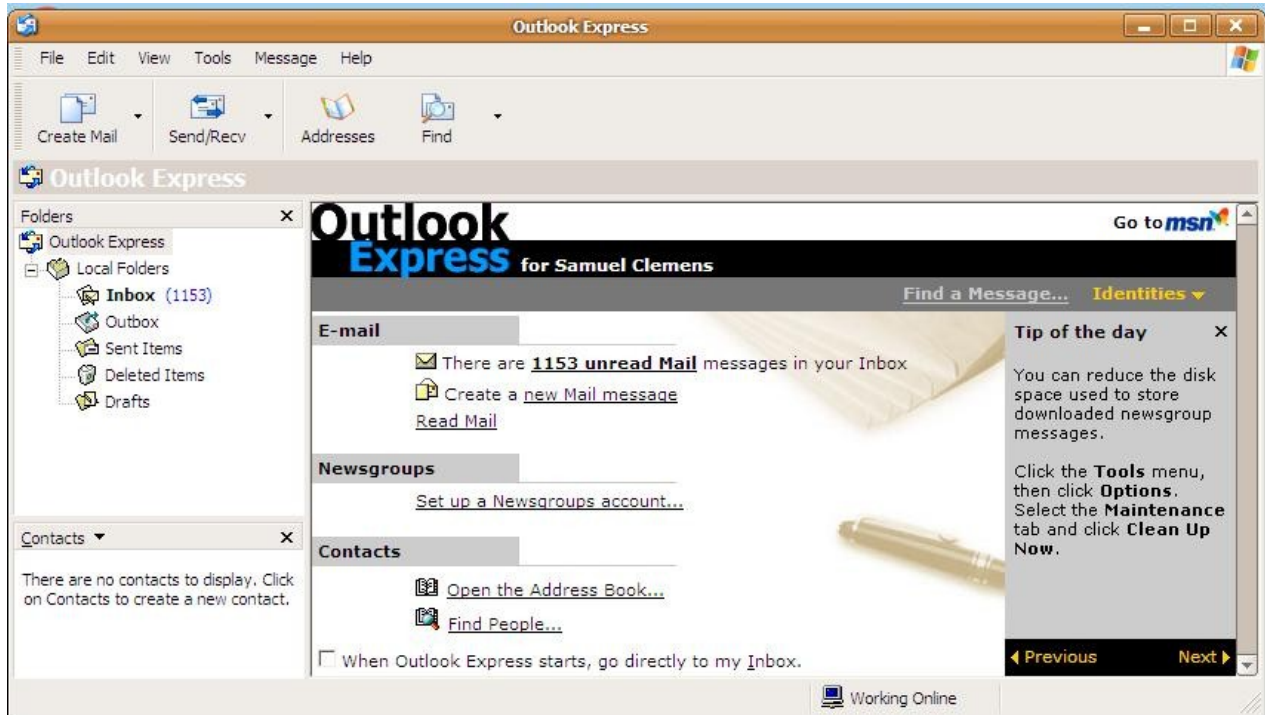 Outlook Express
File Edit View Tools Message Help
Create Mail Send/Recv Addresses Find
Outlook Express
Folders x
Outlook Express
Local Folders
Inbox (1153)
Outbox
Sent Items
Deleted Items
Drafts
Contacts x
There are no contacts to display. Click
on Contacts to create a new contact.
Outlook
Express for Samuel Clemens
Go to msn
Find a Message... Identities
E-mail
There are 1153 unread Mail messages in your Inbox
Create a new Mail message
Read Mail
Newsgroups
Set up a Newsgroups account...
Contacts
Open the Address Book...
Find People...
When Outlook Express starts, go directly to my Inbox.
Tip of the day x
You can reduce the disk
space used to store
downloaded newsgroup
messages.
Click the Tools menu,
then click Options.
Select the Maintenance
tab and click Clean Up
Now.
Previous Next
Working Online